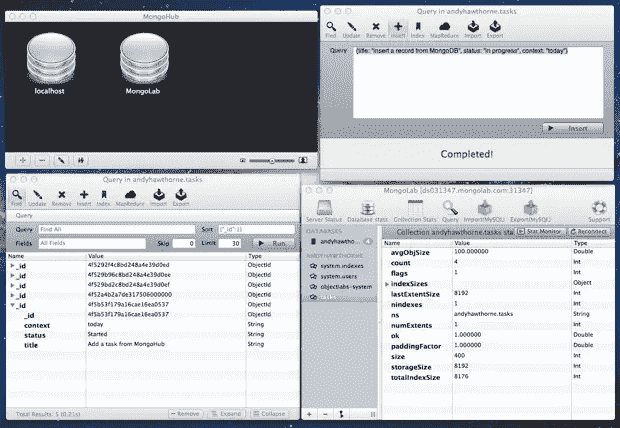 MongoHub
localhost
MongoLab
Query in andyhawthorne.tasks
Find Update Remove Insert Index MapReduce Import Export
Query {title: "insert a record from MongoDB", status: "in progress", context: "today"}
Insert
Completed!
Query in andyhawthorne.tasks
Find Update Remove Insert Index MapReduce Import Export
Query
Query Find All Sort {"_id": 1}
Fields All Fields Skip 0 Limit 30 Run
Name Value Type
_id 4f5292f4c8bd248a4e39d0ed ObjectId
_id 4f529b96c8bd248a4e39d0ee ObjectId
_id 4f529bd2c8bd248a4e39d0ef ObjectId
_id 4f52a4b2a7de317506000000 ObjectId
_id 4f5b53f179a16cae16ea0537 ObjectId
_id 4f5b53f179a16cae16ea0537 ObjectId
context today String
status Started String
title Add a task from MongoHub String
Total Results: 5 (0.21s) Remove Expand Collapse
MongoLab [ds031347.mongolab.com:31347]
Server Status Database stats Collection Stats Query Import(MySQL) Export(MySQL) Support
DATABASES
andyhawtho...
ANDYHAWTHORNE
system.indexes
system.users
objectlabs-system
tasks
Collection andyhawthorne.tasks sta Stat Monitor Reconnect
Name Value Type
avgObjSize 100.000000 Double
count 4 Int
flags 1 Int
indexSizes Object
lastExtentSize 8192 Int
nindexes 1 Int
ns andyhawthorne.tasks String
numExtents 1 Int
ok 1.000000 Double
paddingFactor 1.000000 Double
size 400 Int
storageSize 8192 Int
totalIndexSize 8176 Int